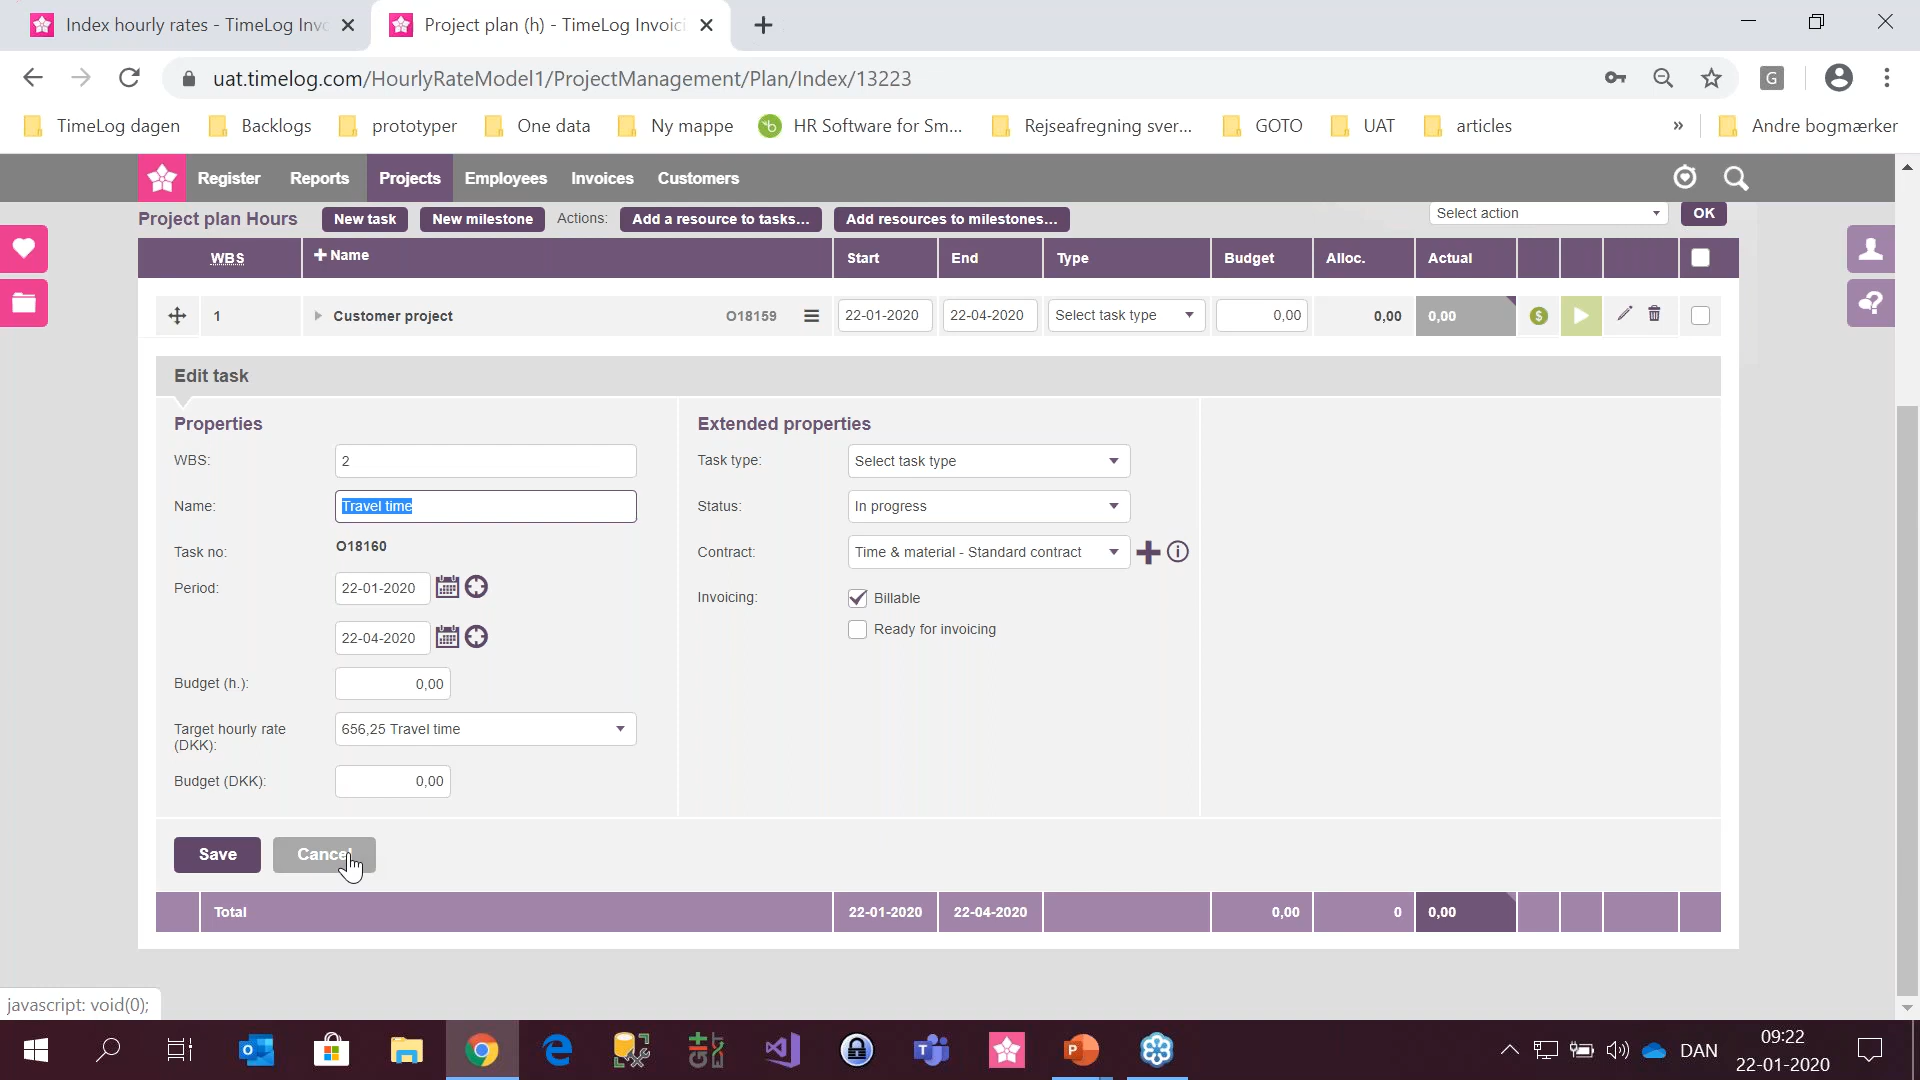 Index hourly rates - TimeLog Inv
Project plan (h) - TimeLog Invoic
uat.timelog.com/HourlyRateModel1/ProjectManagement/Plan/Index/13223
G
TimeLog dagen
Backlogs
prototyper
One data
Ny mappe
HR Software for Sm...
Rejseafregning sver...
GOTO
UAT
articles
»
Andre bogmærker
Register
Reports
Projects
Employees
Invoices
Customers
Project plan Hours
New task
New milestone
Actions:
Add a resource to tasks...
Add resources to milestones...
Select action
OK
WBS
Name
Start
End
Type
Budget
Alloc.
Actual
1
Customer project
O18159
22-01-2020
22-04-2020
Select task type
0,00
0,00
0,00
$
Edit task
Properties
WBS:
2
Name:
Travel time
Task no:
O18160
Period:
22-01-2020
22-04-2020
Budget (h.):
0,00
Target hourly rate
(DKK):
656,25 Travel time
Budget (DKK):
0,00
Extended properties
Task type:
Select task type
Status:
In progress
Contract:
Time & material - Standard contract
Invoicing:
Billable
Ready for invoicing
Save
Cancel
Total
22-01-2020
22-04-2020
0,00
0
0,00
javascript: void(0);
DAN
09:22
22-01-2020